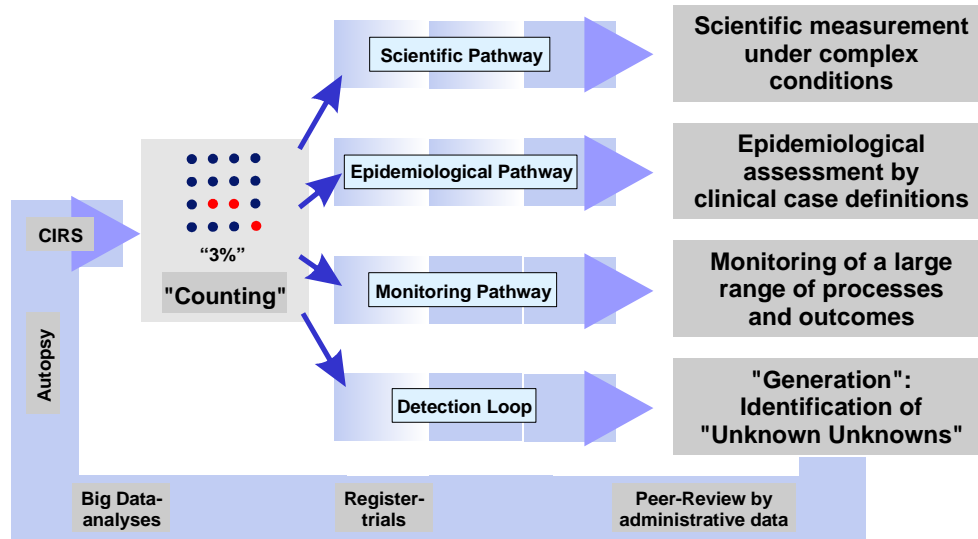 Scientific Pathway
Scientific measurement
under complex
conditions
Epidemiological Pathway
Epidemiological
assessment by
clinical case definitions
CIRS
“3%”
"Counting"
Monitoring Pathway
Monitoring of a large
range of processes
and outcomes
Autopsy
Detection Loop
"Generation":
Identification of
"Unknown Unknowns"
Big Data-
analyses
Register-
trials
Peer-Review by
administrative data